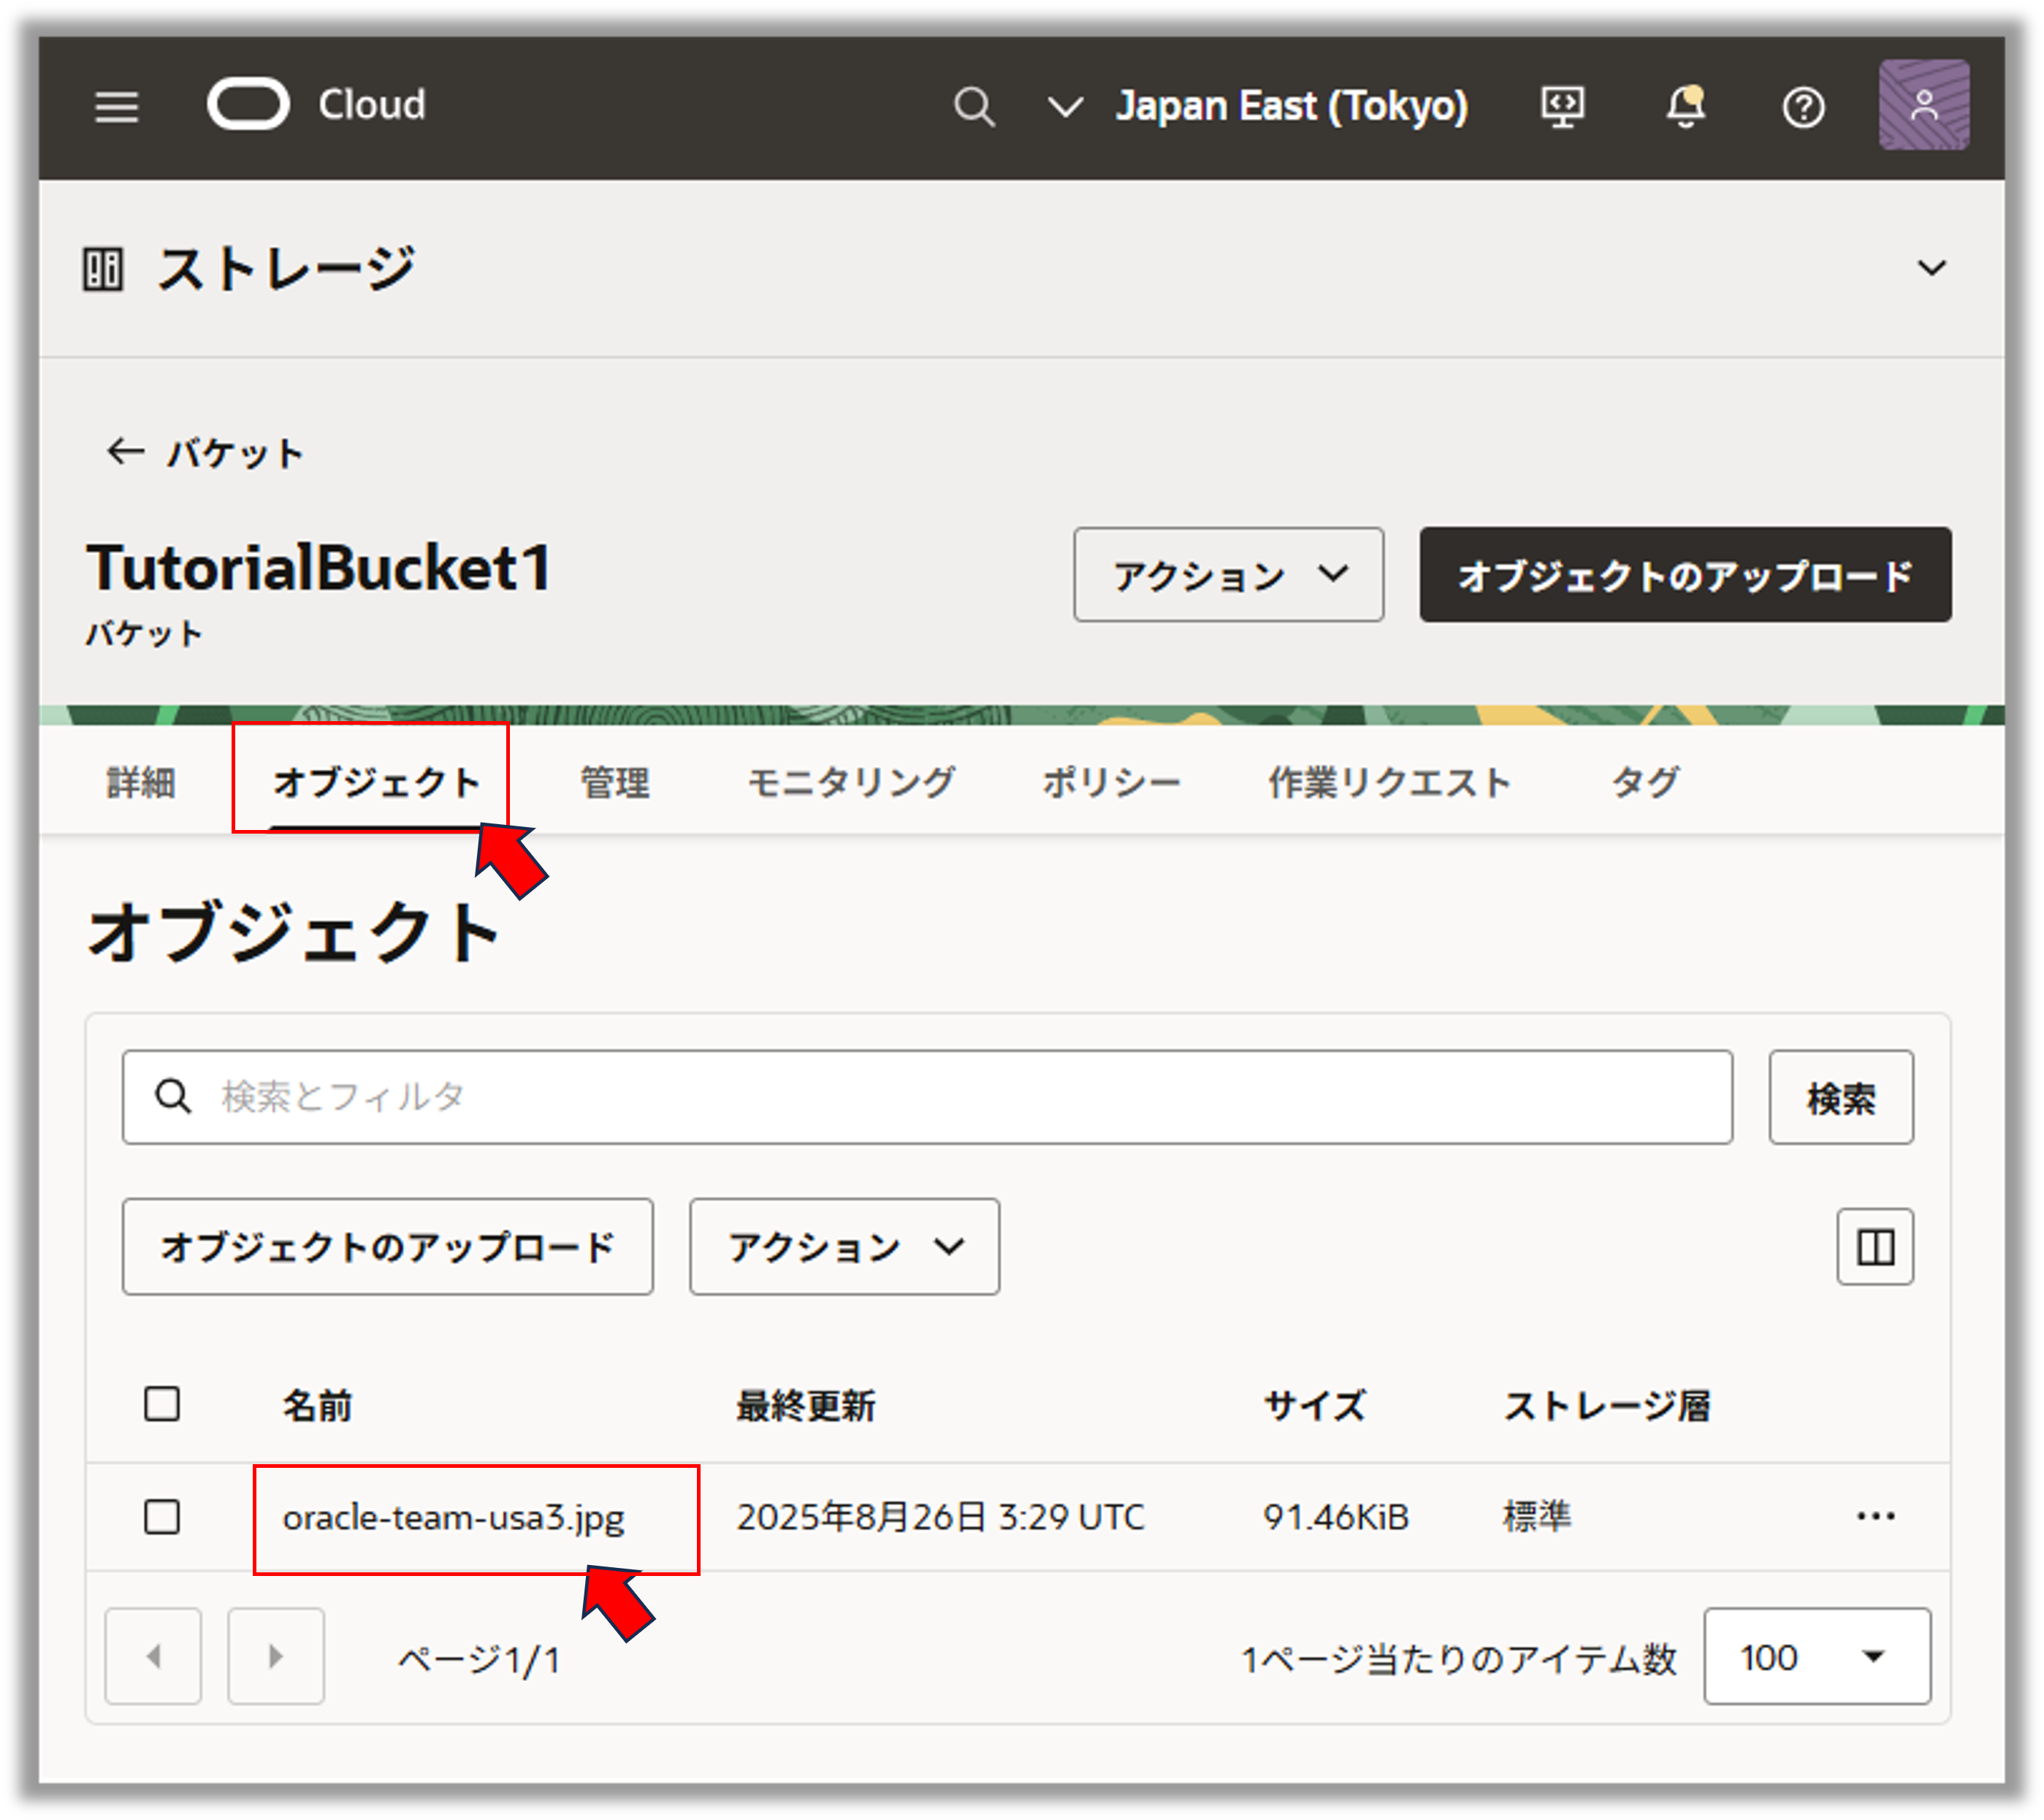 Cloud
Japan East (Tokyo)
ストレージ
バケット
TutorialBucket1
バケット
アクション
オブジェクトのアップロード
詳細 オブジェクト 管理 モニタリング ポリシー 作業リクエスト タグ
オブジェクト
検索とフィルタ
検索
オブジェクトのアップロード
アクション
名前 最終更新 サイズ ストレージ層
oracle-team-usa3.jpg 2025年8月26日 3:29 UTC 91.46KiB 標準
ページ1/1
1ページ当たりのアイテム数 100